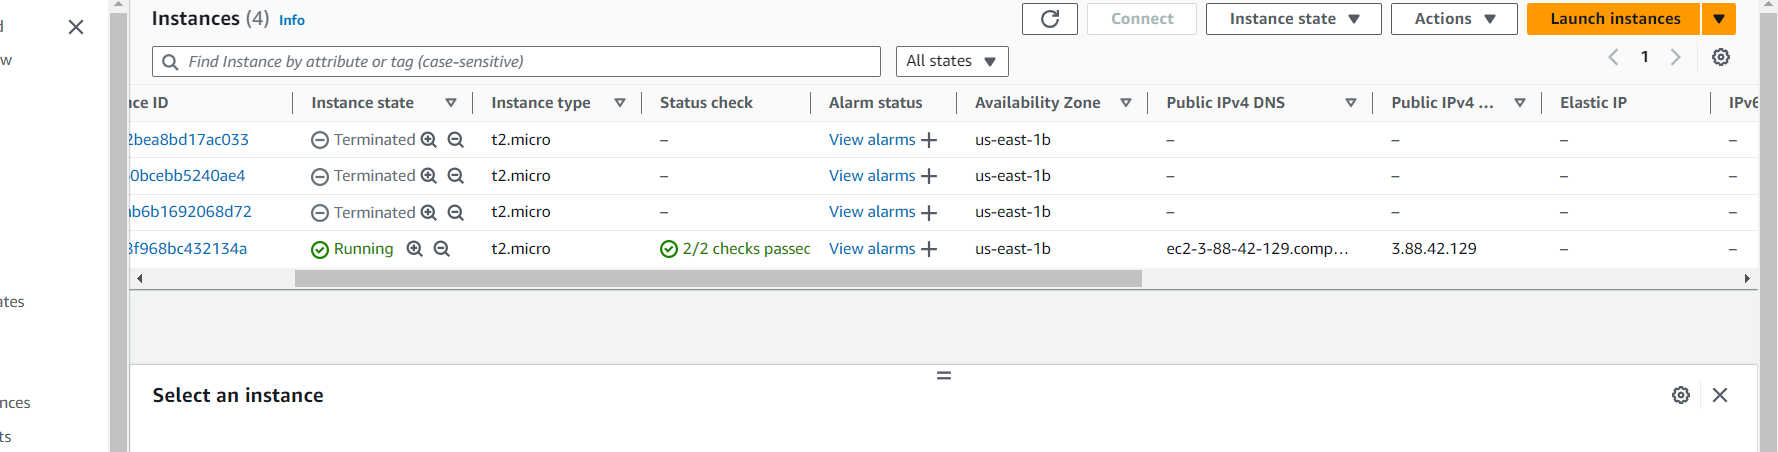 Instances (4) Info
Connect
Instance state
Actions
Launch instances
Find Instance by attribute or tag (case-sensitive)
All states
1
nce ID Instance state Instance type Status check Alarm status Availability Zone Public IPv4 DNS Public IPv4 ... Elastic IP IPv6
2bea8bd17ac033 Terminated t2.micro – View alarms + us-east-1b – – – –
0bcebb5240ae4 Terminated t2.micro – View alarms + us-east-1b – – – –
ab6b1692068d72 Terminated t2.micro – View alarms + us-east-1b – – – –
3f968bc432134a Running t2.micro 2/2 checks passed View alarms + us-east-1b ec2-3-88-42-129.comp... 3.88.42.129 – –
w
ates
nces
ts
Select an instance